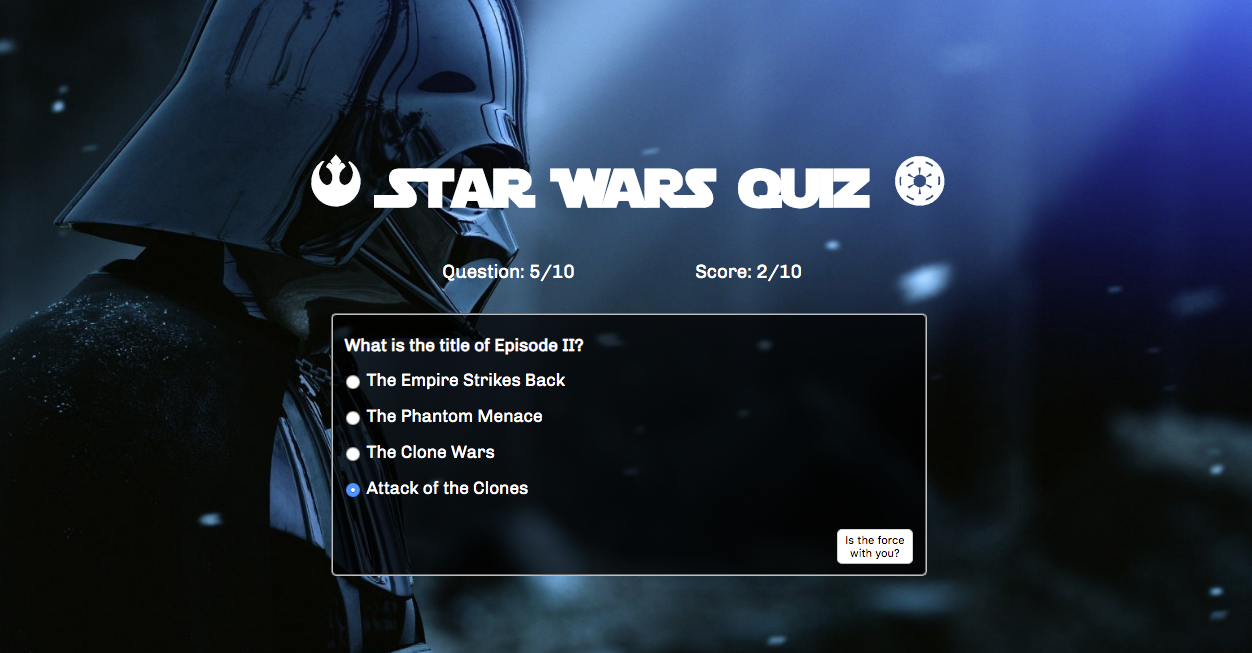 STAR WARS QUIZ
Question: 5/10 Score: 2/10
What is the title of Episode II?
The Empire Strikes Back
The Phantom Menace
The Clone Wars
Attack of the Clones
Is the force
with you?